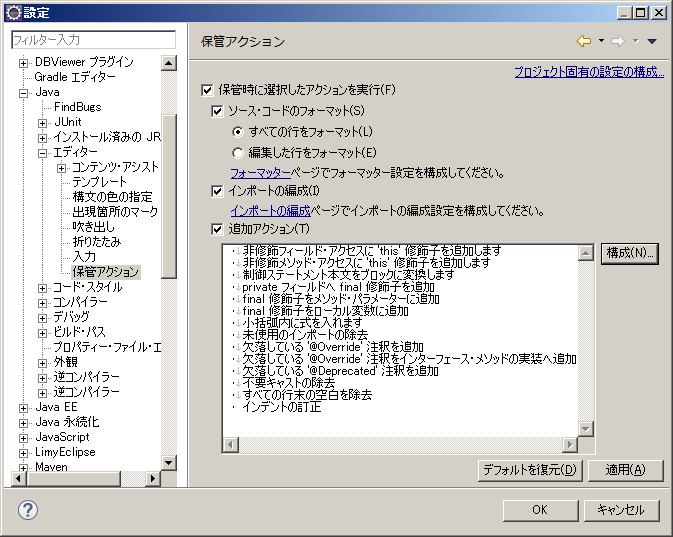 設定
フィルター入力
DBViewer プラグイン
Gradle エディター
Java
FindBugs
JUnit
インストール済みの JR
エディター
コンテンツ・アシスト
テンプレート
構文の色の指定
出現箇所のマーク
吹き出し
折りたたみ
入力
保管アクション
コード・スタイル
コンパイラー
デバッグ
ビルド・パス
プロパティー・ファイル・エ
外観
逆コンパイラー
逆コンパイラー
Java EE
Java 永続化
JavaScript
LimyEclipse
Maven
保管アクション
プロジェクト固有の設定の構成...
保管時に選択したアクションを実行(F)
ソース・コードのフォーマット(S)
すべての行をフォーマット(L)
編集した行をフォーマット(E)
フォーマッターページでフォーマッター設定を構成してください。
インポートの編成(I)
インポートの編成ページでインポートの編成設定を構成してください。
追加アクション(T)
非修飾フィールド・アクセスに 'this' 修飾子を追加します
非修飾メソッド・アクセスに 'this' 修飾子を追加します
制御ステートメント本文をブロックに変換します
private フィールドへ final 修飾子を追加
final 修飾子をメソッド・パラメーターに追加
final 修飾子をローカル変数に追加
小括弧内に式を入れます
未使用のインポートの除去
欠落している '@Override' 注釈を追加
欠落している '@Override' 注釈をインターフェース・メソッドの実装へ追加
欠落している '@Deprecated' 注釈を追加
不要キャストの除去
すべての行末の空白を除去
インデントの訂正
構成(N)...
デフォルトを復元(D)
適用(A)
OK
キャンセル